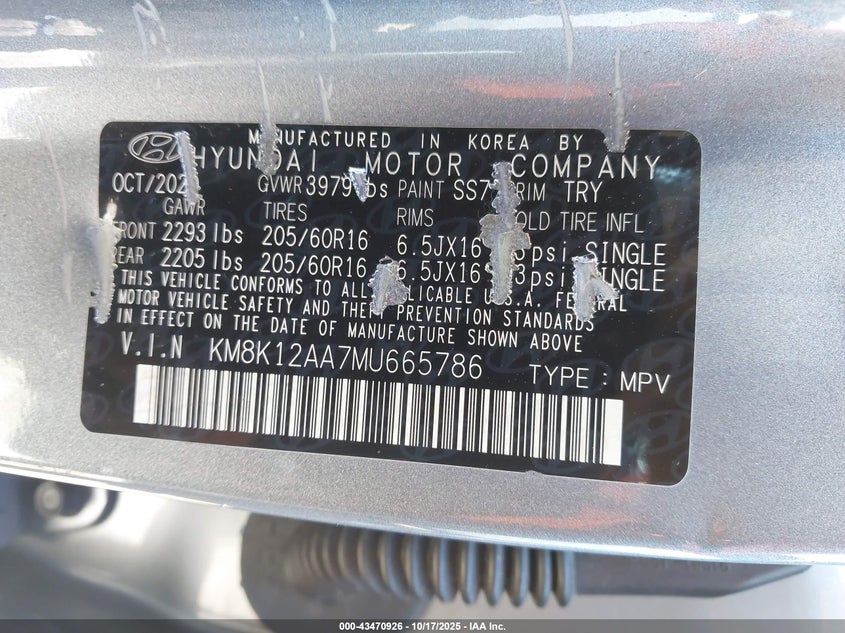 MANUFACTURED IN KOREA BY
HYUNDAI MOTOR COMPANY
OCT/202 GVWR 3979 lbs PAINT SS7 TRIM TRY
GAWR TIRES RIMS COLD TIRE INFL
FRONT 2293 lbs 205/60R16 6.5JX16 psi, SINGLE
REAR 2205 lbs 205/60R16 6.5JX16 psi, SINGLE
THIS VEHICLE CONFORMS TO ALL APPLICABLE U.S.A. FEDERAL
MOTOR VEHICLE SAFETY AND THEFT PREVENTION STANDARDS
IN EFFECT ON THE DATE OF MANUFACTURE SHOWN ABOVE
V.I.N KM8K12AA7MU665786 TYPE : MPV
000-43470926 - 10/17/2025 - IAA Inc.